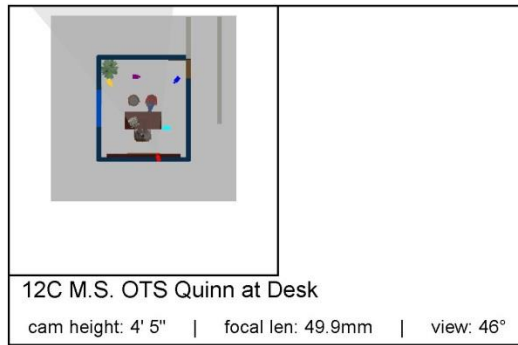 12C M.S. OTS Quinn at Desk
cam height: 4' 5" | focal len: 49.9mm | view: 46°